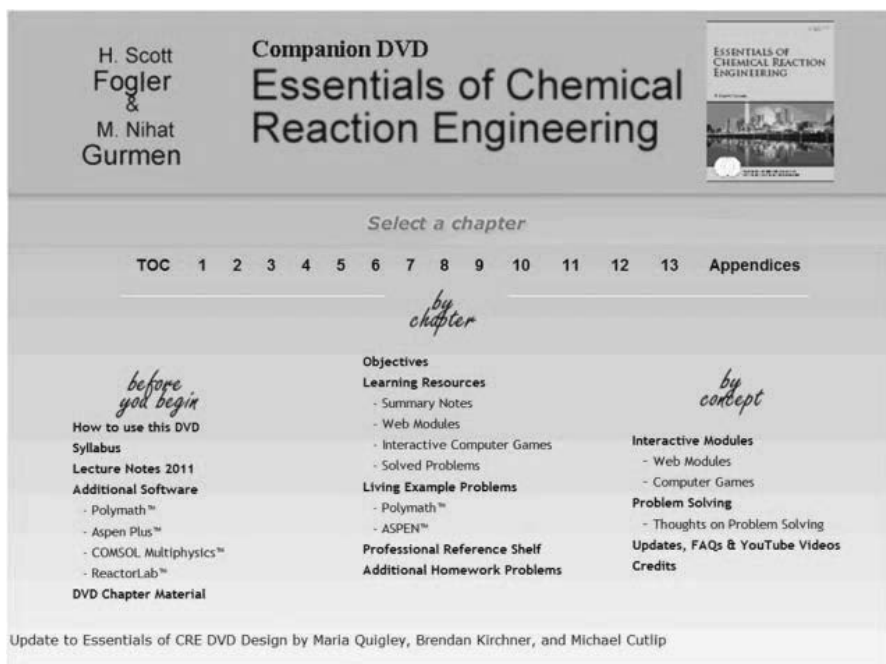 H. Scott
Fogler
&
M. Nihat
Gurmen
Companion DVD
Essentials of Chemical
Reaction Engineering
ESSENTIALS OF
CHEMICAL REACTION
ENGINEERING
Select a chapter
TOC 1 2 3 4 5 6 7 8 9 10 11 12 13 Appendices
before
you begin
How to use this DVD
Syllabus
Lecture Notes 2011
Additional Software
- Polymath™
- Aspen Plus™
- COMSOL Multiphysics™
- ReactorLab™
DVD Chapter Material
by
chapter
Objectives
Learning Resources
- Summary Notes
- Web Modules
- Interactive Computer Games
- Solved Problems
Living Example Problems
- Polymath™
- ASPEN™
Professional Reference Shelf
Additional Homework Problems
by
concept
Interactive Modules
- Web Modules
- Computer Games
Problem Solving
- Thoughts on Problem Solving
Updates, FAQs & YouTube Videos
Credits
Update to Essentials of CRE DVD Design by Maria Quigley, Brendan Kirchner, and Michael Cutlip